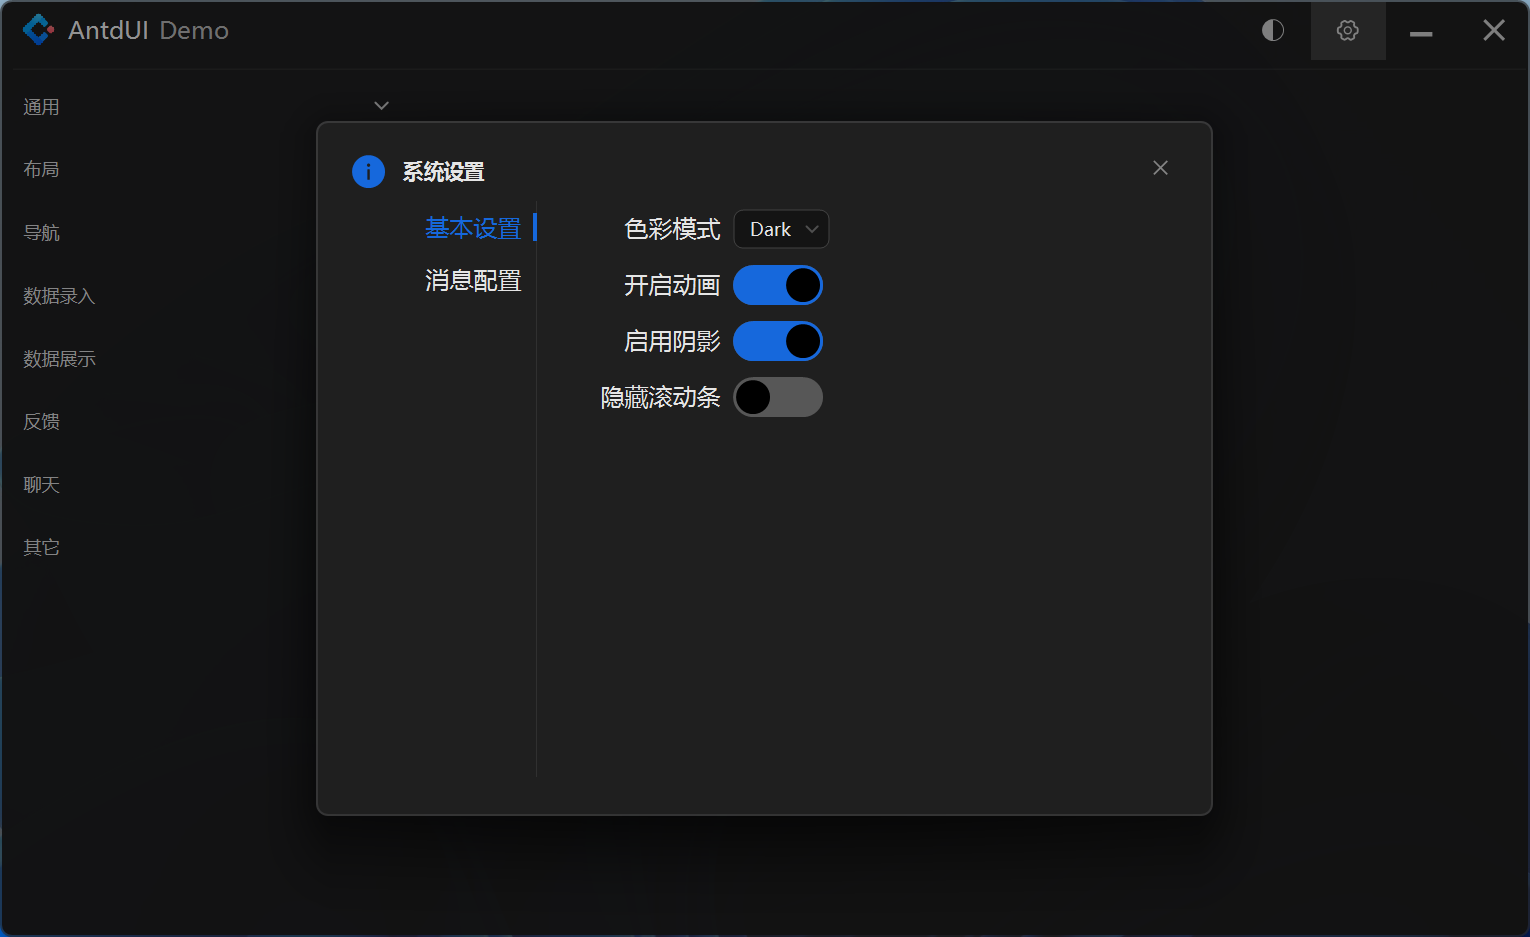 AntdUI Demo
通用
布局
导航
数据录入
数据展示
反馈
聊天
其它
系统设置
基本设置
消息配置
色彩模式 Dark
开启动画
启用阴影
隐藏滚动条